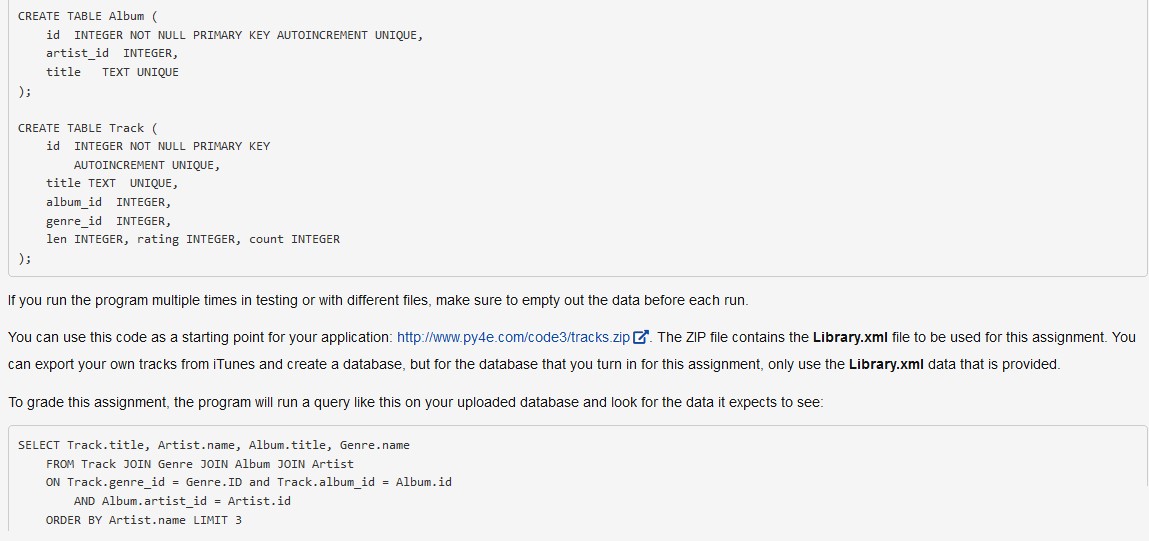 CREATE TABLE Album (
    id  INTEGER NOT NULL PRIMARY KEY AUTOINCREMENT UNIQUE,
    artist_id  INTEGER,
    title   TEXT UNIQUE
);
CREATE TABLE Track (
    id  INTEGER NOT NULL PRIMARY KEY
        AUTOINCREMENT UNIQUE,
    title TEXT  UNIQUE,
    album_id  INTEGER,
    genre_id  INTEGER,
    len INTEGER, rating INTEGER, count INTEGER
);
If you run the program multiple times in testing or with different files, make sure to empty out the data before each run.
You can use this code as a starting point for your application: http://www.py4e.com/code3/tracks.zip. The ZIP file contains the Library.xml file to be used for this assignment. You
can export your own tracks from iTunes and create a database, but for the database that you turn in for this assignment, only use the Library.xml data that is provided.
To grade this assignment, the program will run a query like this on your uploaded database and look for the data it expects to see:
SELECT Track.title, Artist.name, Album.title, Genre.name
    FROM Track JOIN Genre JOIN Album JOIN Artist
    ON Track.genre_id = Genre.ID and Track.album_id = Album.id
        AND Album.artist_id = Artist.id
    ORDER BY Artist.name LIMIT 3